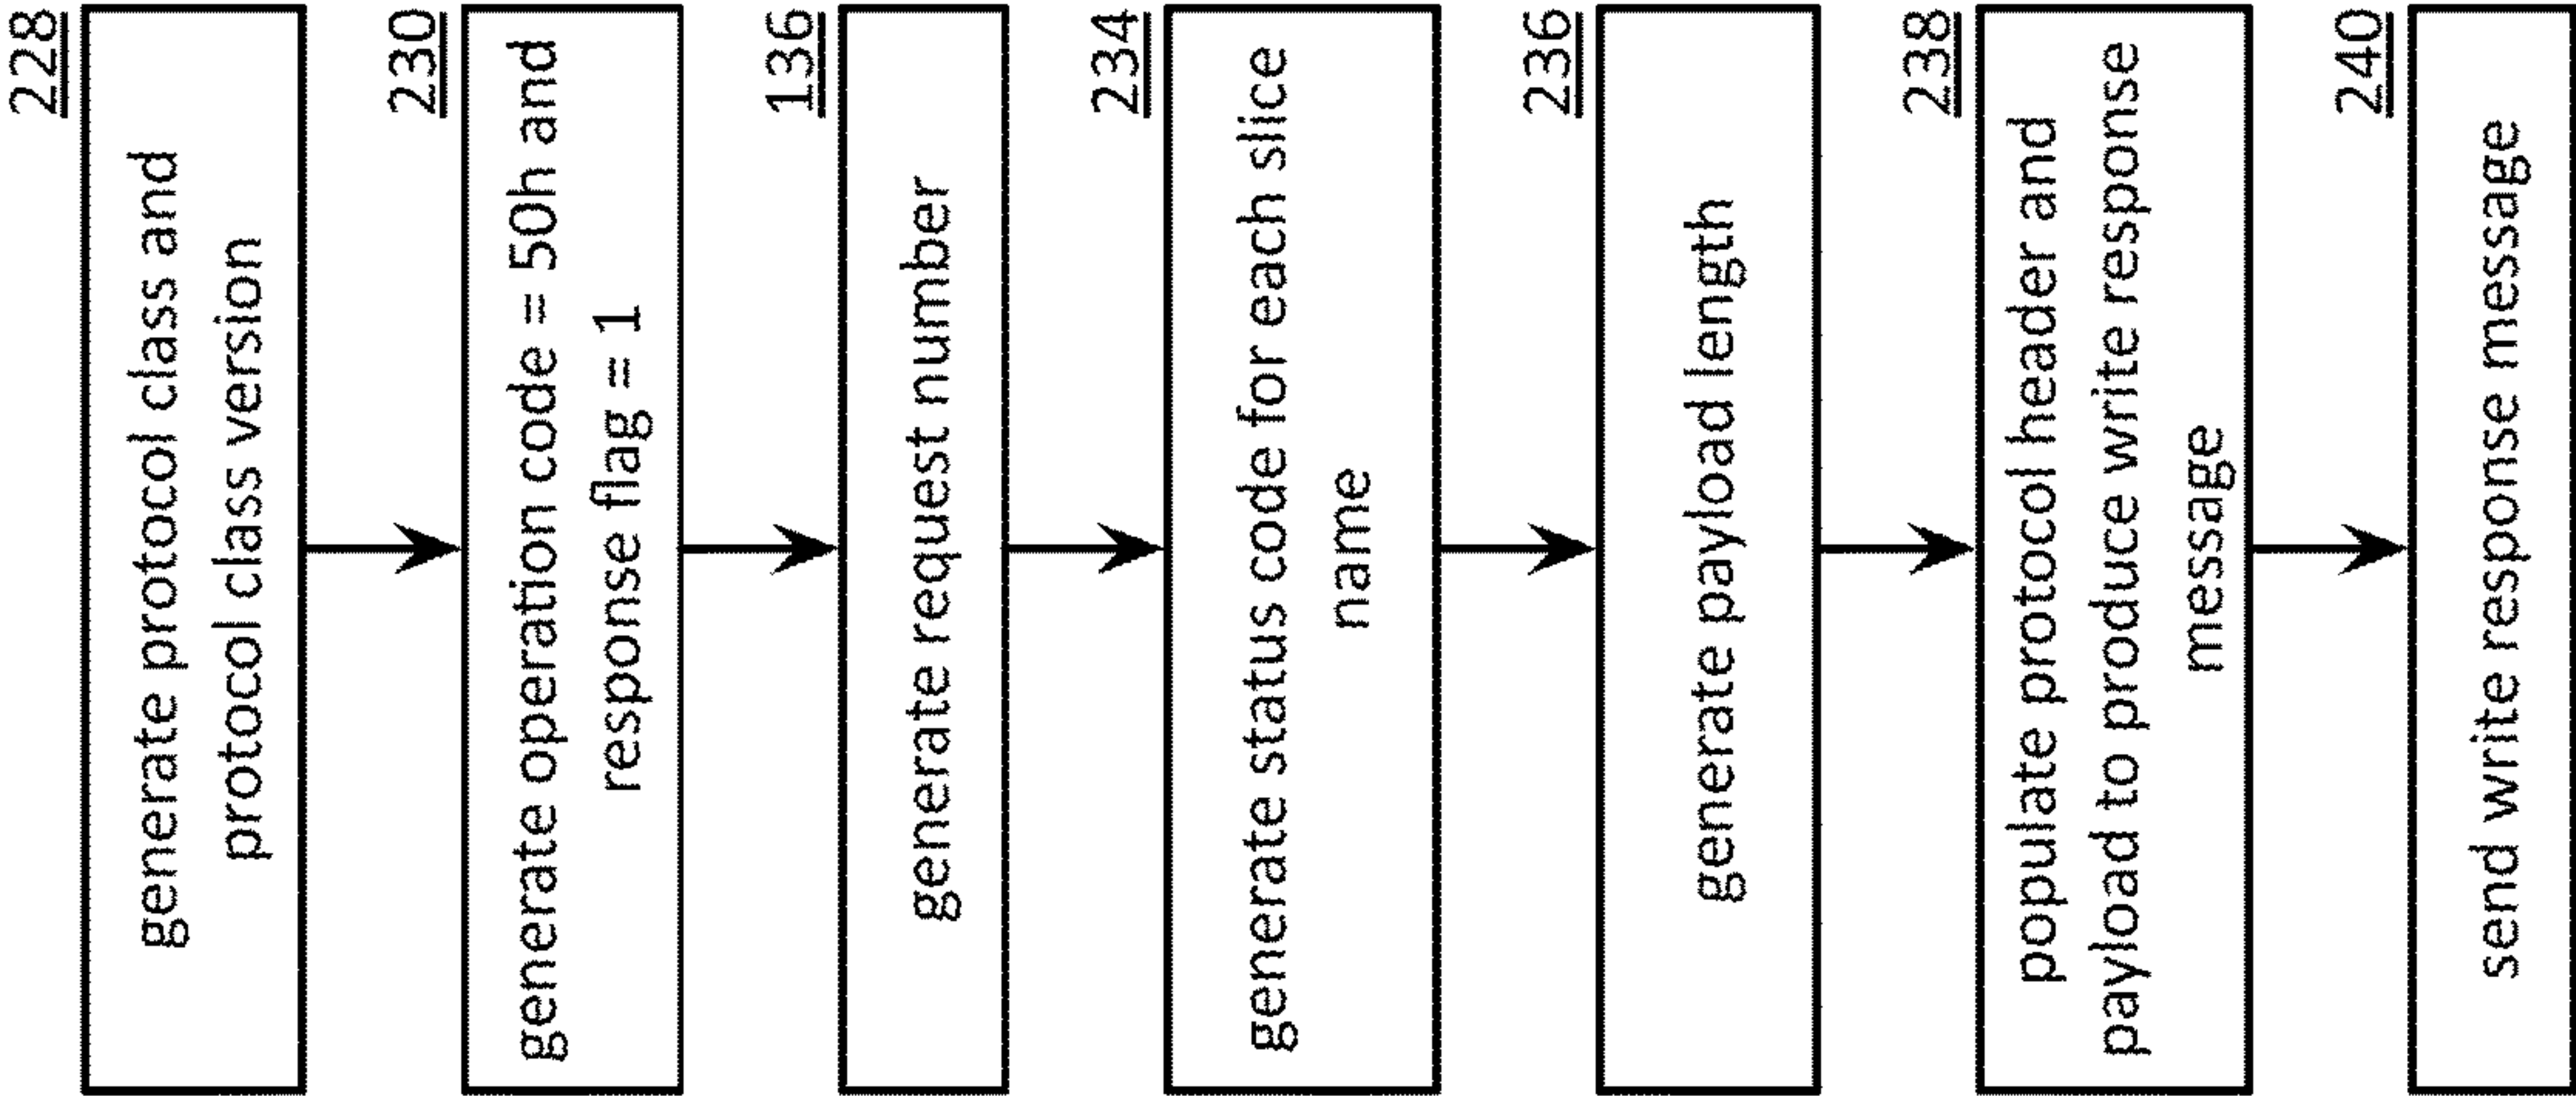 228
generate protocol class and
protocol class version
230
generate operation code = 50h and
response flag = 1
136
generate request number
234
generate status code for each slice
name
236
generate payload length
238
populate protocol header and
payload to produce write response
message
240
send write response message